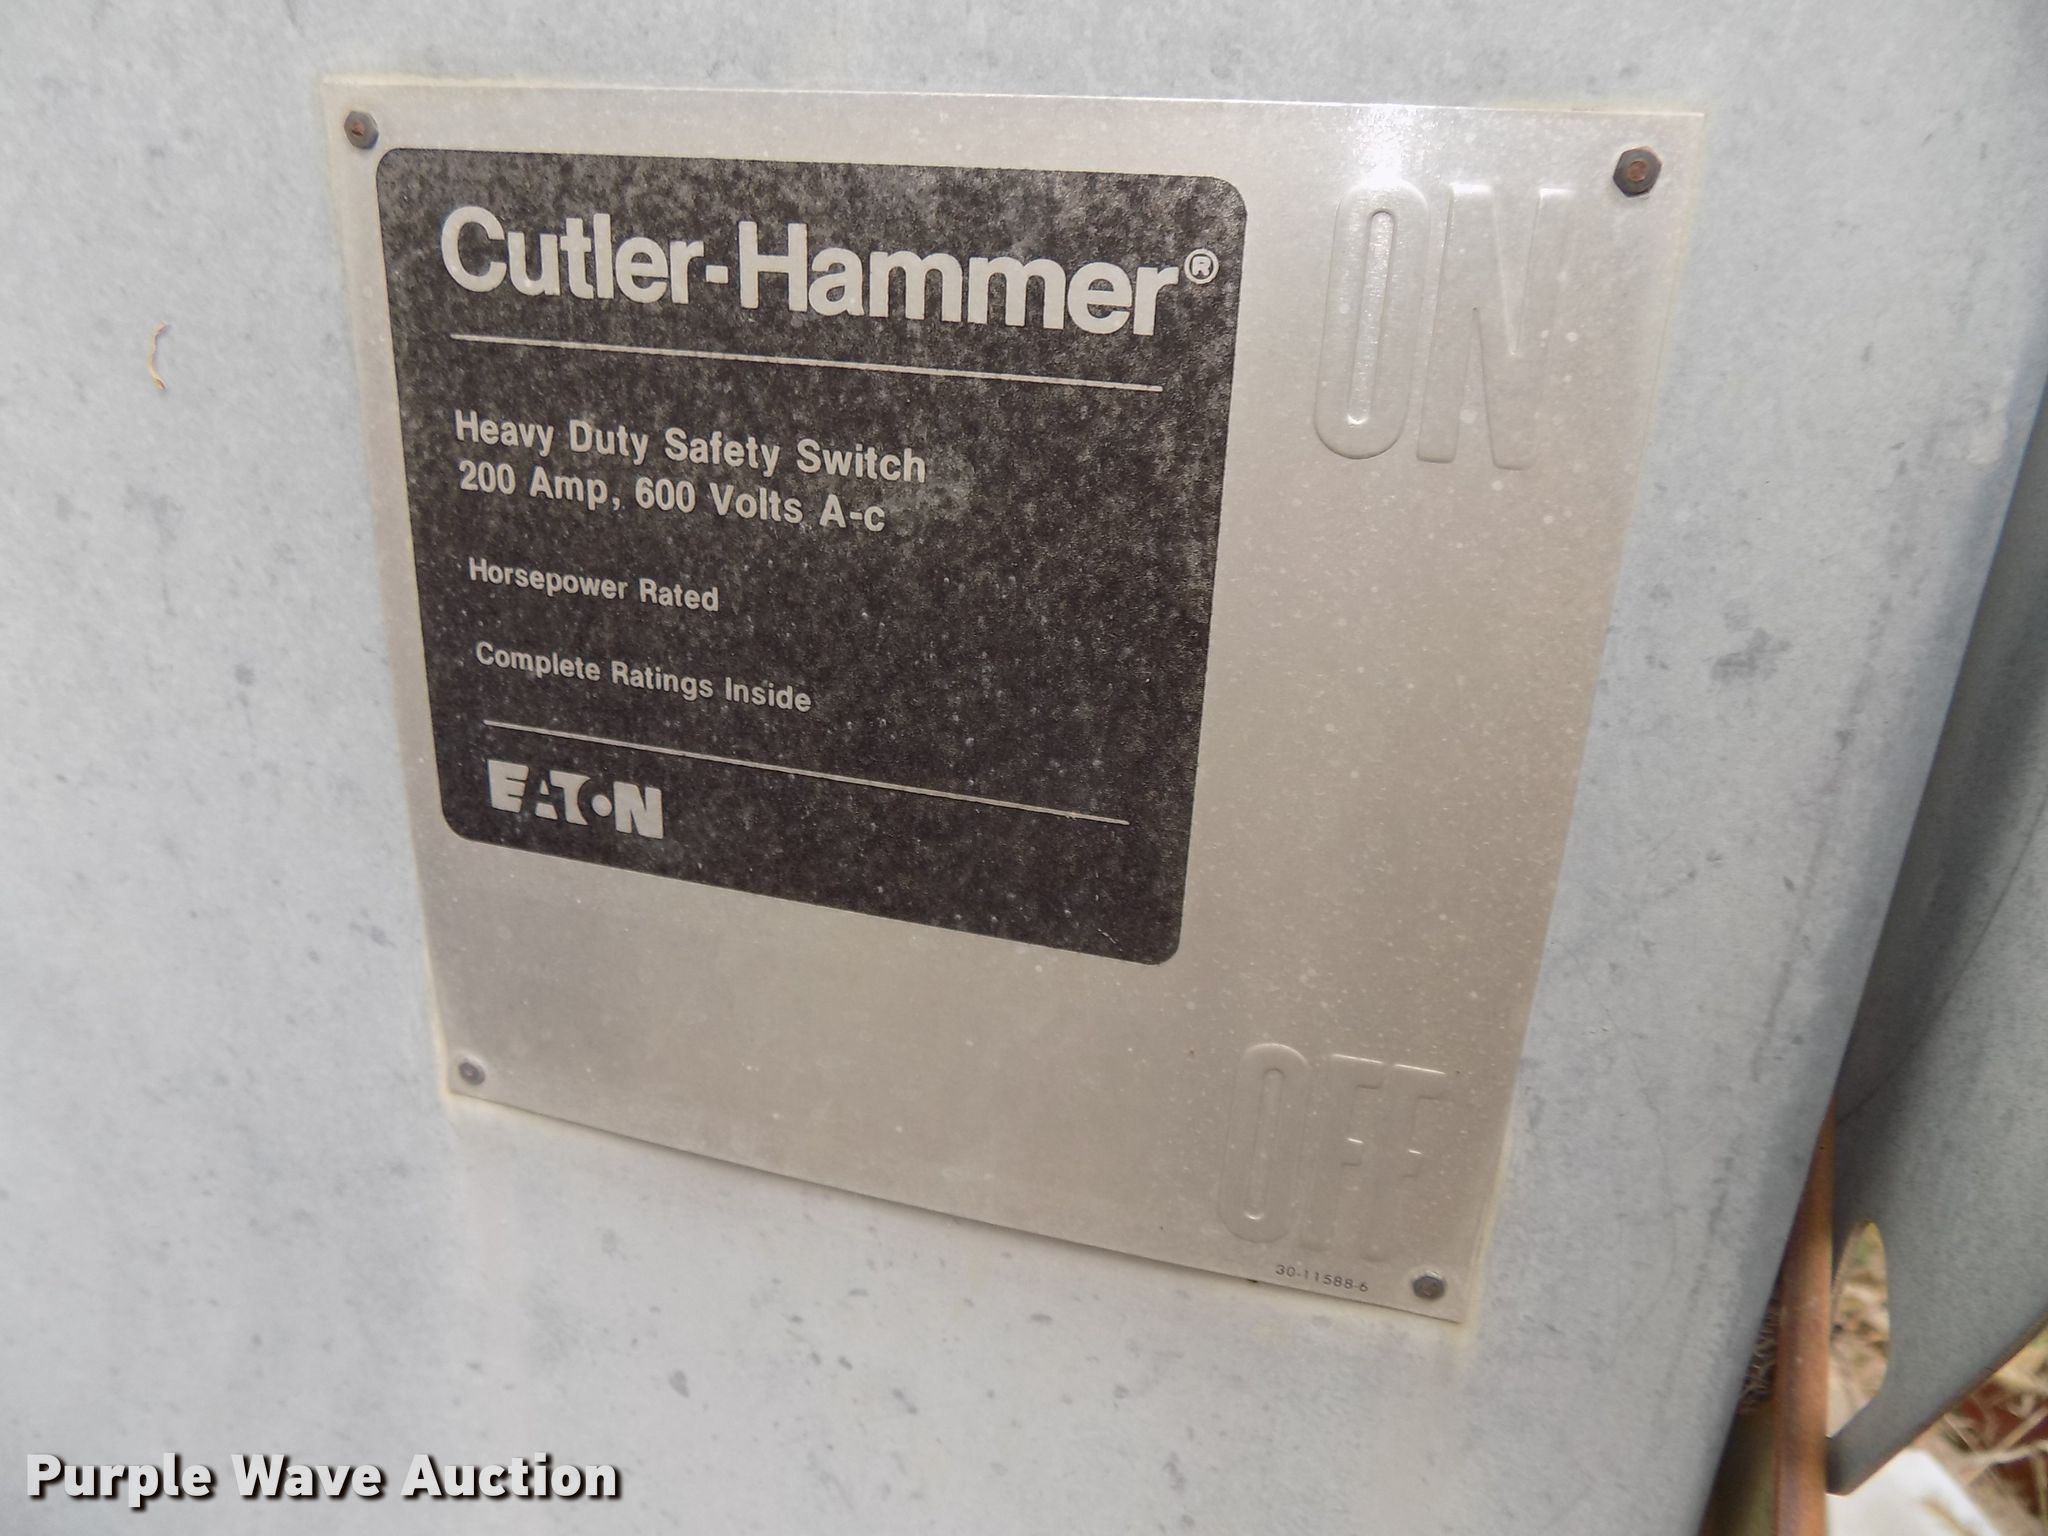 Cutler-Hammer®
ON
Heavy Duty Safety Switch
200 Amp, 600 Volts A-c
Horsepower Rated
Complete Ratings Inside
EATON
OFF
30-11588-6
Purple Wave Auction